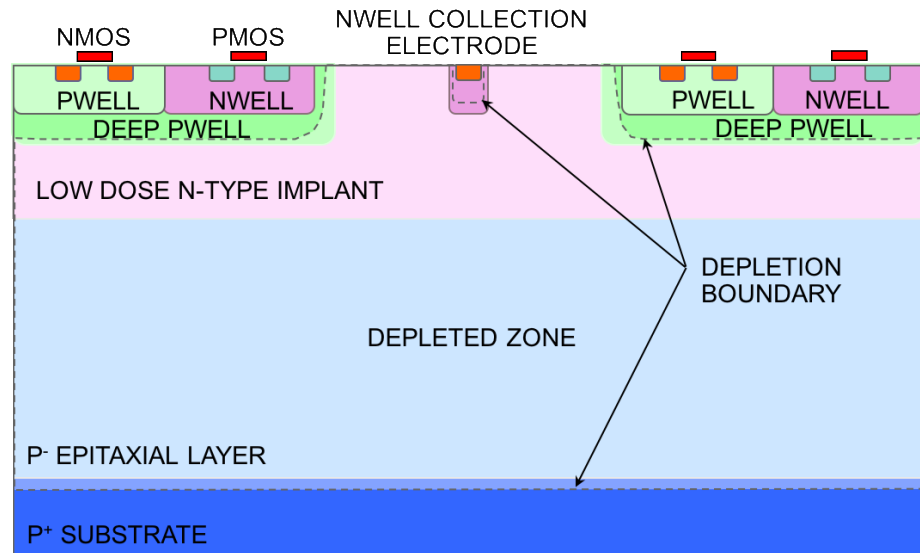 NWELL COLLECTION
ELECTRODE
NMOS
PMOS
PWELL
NWELL
DEEP PWELL
PWELL
NWELL
DEEP PWELL
LOW DOSE N-TYPE IMPLANT
DEPLETION
BOUNDARY
DEPLETED ZONE
P⁻ EPITAXIAL LAYER
P⁺ SUBSTRATE